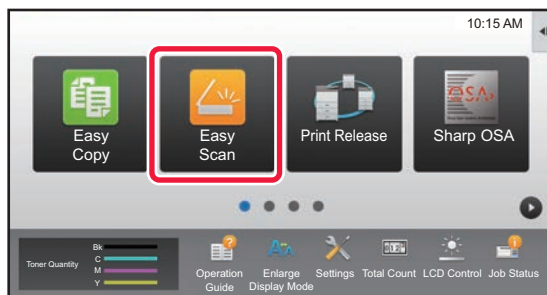 10:15 AM
Easy
Copy
Easy
Scan
Print Release
OSA
Sharp OSA
Toner Quantity
Bk
C
M
Y
Operation
Guide
Enlarge
Display Mode
Settings
Total Count
LCD Control
Job Status